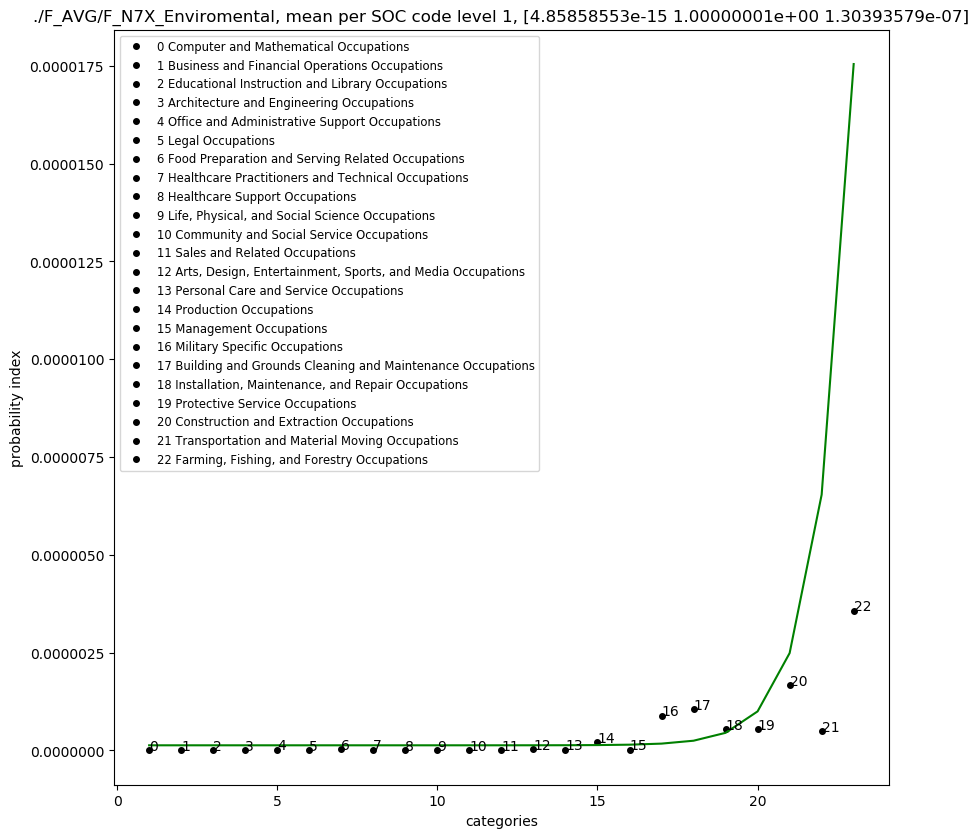 ./F_AVG/F_N7X_Enviromental, mean per SOC code level 1, [4.85858553e-15 1.00000001e+00 1.30393579e-07]
0 Computer and Mathematical Occupations
1 Business and Financial Operations Occupations
2 Educational Instruction and Library Occupations
3 Architecture and Engineering Occupations
4 Office and Administrative Support Occupations
5 Legal Occupations
6 Food Preparation and Serving Related Occupations
7 Healthcare Practitioners and Technical Occupations
8 Healthcare Support Occupations
9 Life, Physical, and Social Science Occupations
10 Community and Social Service Occupations
11 Sales and Related Occupations
12 Arts, Design, Entertainment, Sports, and Media Occupations
13 Personal Care and Service Occupations
14 Production Occupations
15 Management Occupations
16 Military Specific Occupations
17 Building and Grounds Cleaning and Maintenance Occupations
18 Installation, Maintenance, and Repair Occupations
19 Protective Service Occupations
20 Construction and Extraction Occupations
21 Transportation and Material Moving Occupations
22 Farming, Fishing, and Forestry Occupations
probability index
0.0000175
0.0000150
0.0000125
0.0000100
0.0000075
0.0000050
0.0000025
0.0000000
0 1 2 3 4 5 6 7 8 9 10 11 12 13 14 15 16 17 18 19 20 21 22
0 5 10 15 20
categories